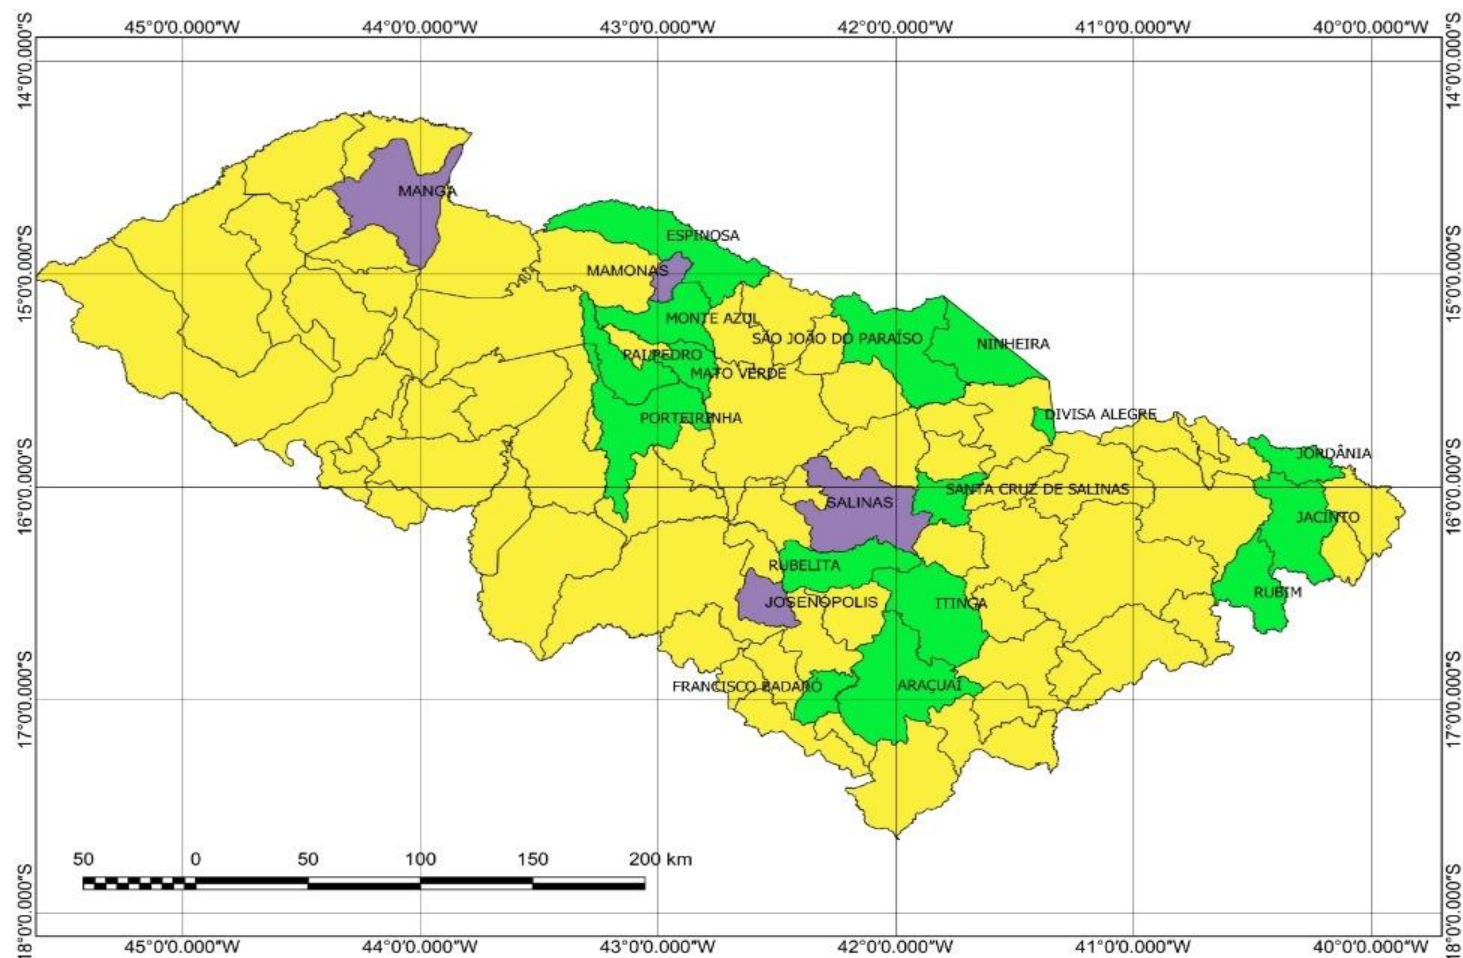 45°0'0.000"W 44°0'0.000"W 43°0'0.000"W 42°0'0.000"W 41°0'0.000"W 40°0'0.000"W
14°0'0.000"S 14°0'0.000"S
MANGA
ESPINOSA
MAMONAS
15°0'0.000"S 15°0'0.000"S
MONTE AZUL
SÃO JOÃO DO PARAÍSO
NINHEIRA
PAI PEDRO
MATO VERDE
DIVISA ALEGRE
PORTEIRINHA
JORDÂNIA
SANTA CRUZ DE SALINAS
16°0'0.000"S 16°0'0.000"S
SALINAS
JACINTO
RUBELITA
RUBIM
JOSENÓPOLIS
ITINGA
FRANCISCO BADARÓ
ARAÇUAÍ
17°0'0.000"S 17°0'0.000"S
50 0 50 100 150 200 km
18°0'0.000"S 18°0'0.000"S
45°0'0.000"W 44°0'0.000"W 43°0'0.000"W 42°0'0.000"W 41°0'0.000"W 40°0'0.000"W